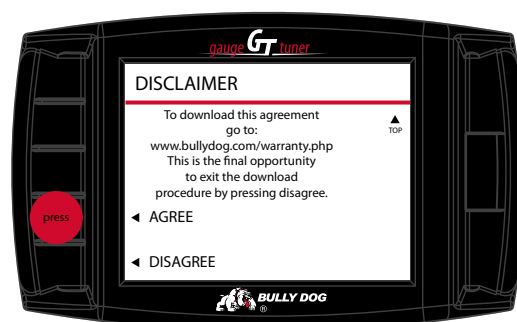 gauge GT tuner
DISCLAIMER
To download this agreement
go to:
www.bullydog.com/warranty.php
This is the final opportunity
to exit the download
procedure by pressing disagree.
▲
TOP
press
◄ AGREE
◄ DISAGREE
BULLY DOG
®